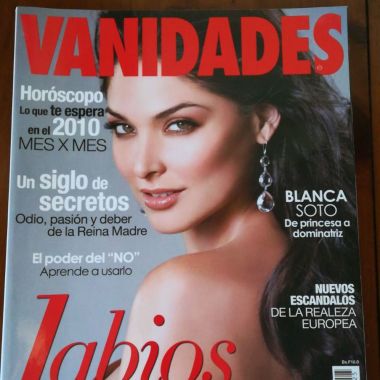 VANIDADES
Horóscopo
Lo que te espera
en el 2010
MES X MES
Un siglo de
secretos
Odio, pasión y deber
de la Reina Madre
El poder del “NO”
Aprende a usarlo
BLANCA
SOTO
De princesa a
dominatriz
NUEVOS
ESCÁNDALOS
DE LA REALEZA
EUROPEA
Labios